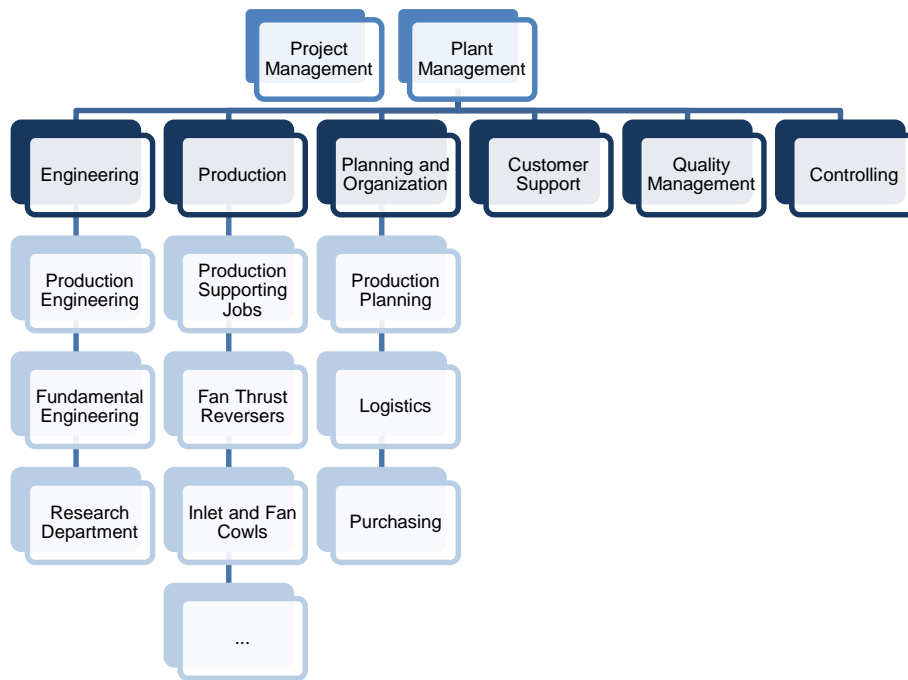 Project
Management
Plant
Management
Engineering
Production
Planning and
Organization
Customer
Support
Quality
Management
Controlling
Production
Engineering
Production
Supporting
Jobs
Production
Planning
Fundamental
Engineering
Fan Thrust
Reversers
Logistics
Research
Department
Inlet and Fan
Cowls
Purchasing
...